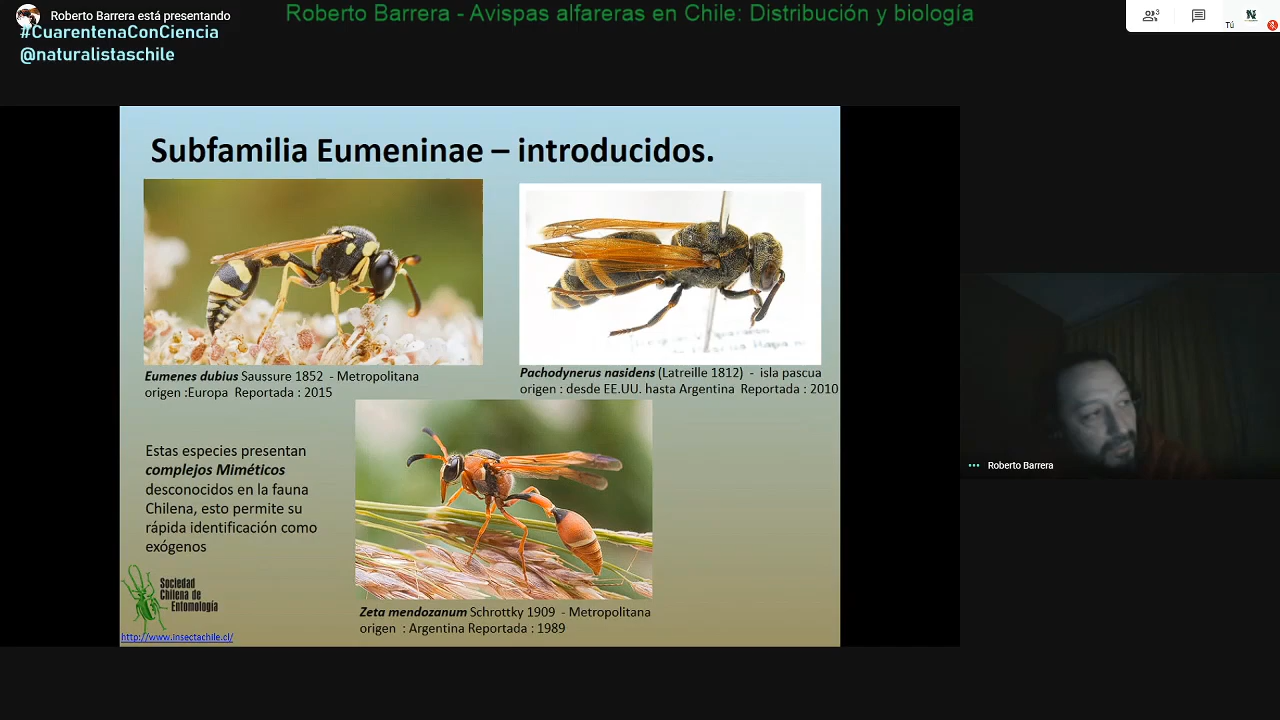 Roberto Barrera está presentando
Roberto Barrera - Avispas alfareras en Chile: Distribución y biología
#CuarentenaConCiencia
@naturalistaschile
3
Tú
Subfamilia Eumeninae – introducidos.
Eumenes dubius Saussure 1852 - Metropolitana
origen :Europa Reportada : 2015
Pachodynerus nasidens (Latreille 1812) - isla pascua
origen : desde EE.UU. hasta Argentina Reportada : 2010
Estas especies presentan
complejos Miméticos
desconocidos en la fauna
Chilena, esto permite su
rápida identificación como
exógenos
Sociedad
Chilena de
Entomología
http://www.insectachile.cl/
Zeta mendozanum Schrottky 1909 - Metropolitana
origen : Argentina Reportada : 1989
Roberto Barrera